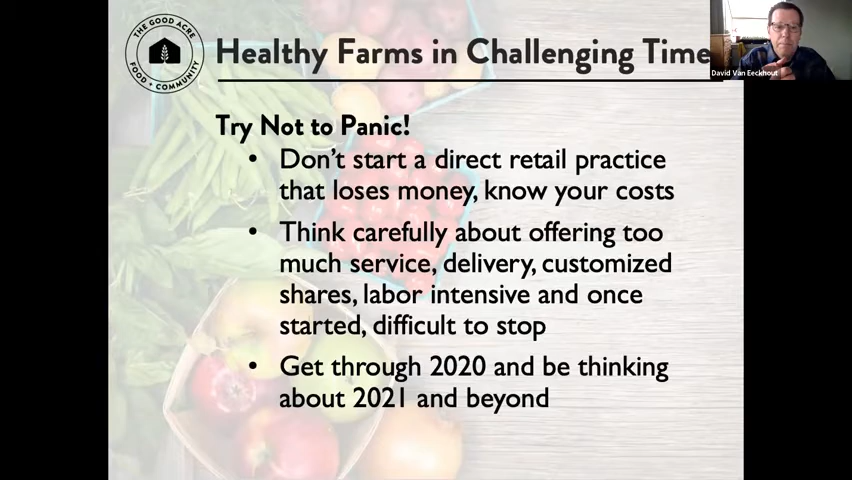 THE GOOD ACRE
FOOD + COMMUNITY
Healthy Farms in Challenging Time
David Van Eeckhout
Try Not to Panic!
• Don't start a direct retail practice
that loses money, know your costs
• Think carefully about offering too
much service, delivery, customized
shares, labor intensive and once
started, difficult to stop
• Get through 2020 and be thinking
about 2021 and beyond